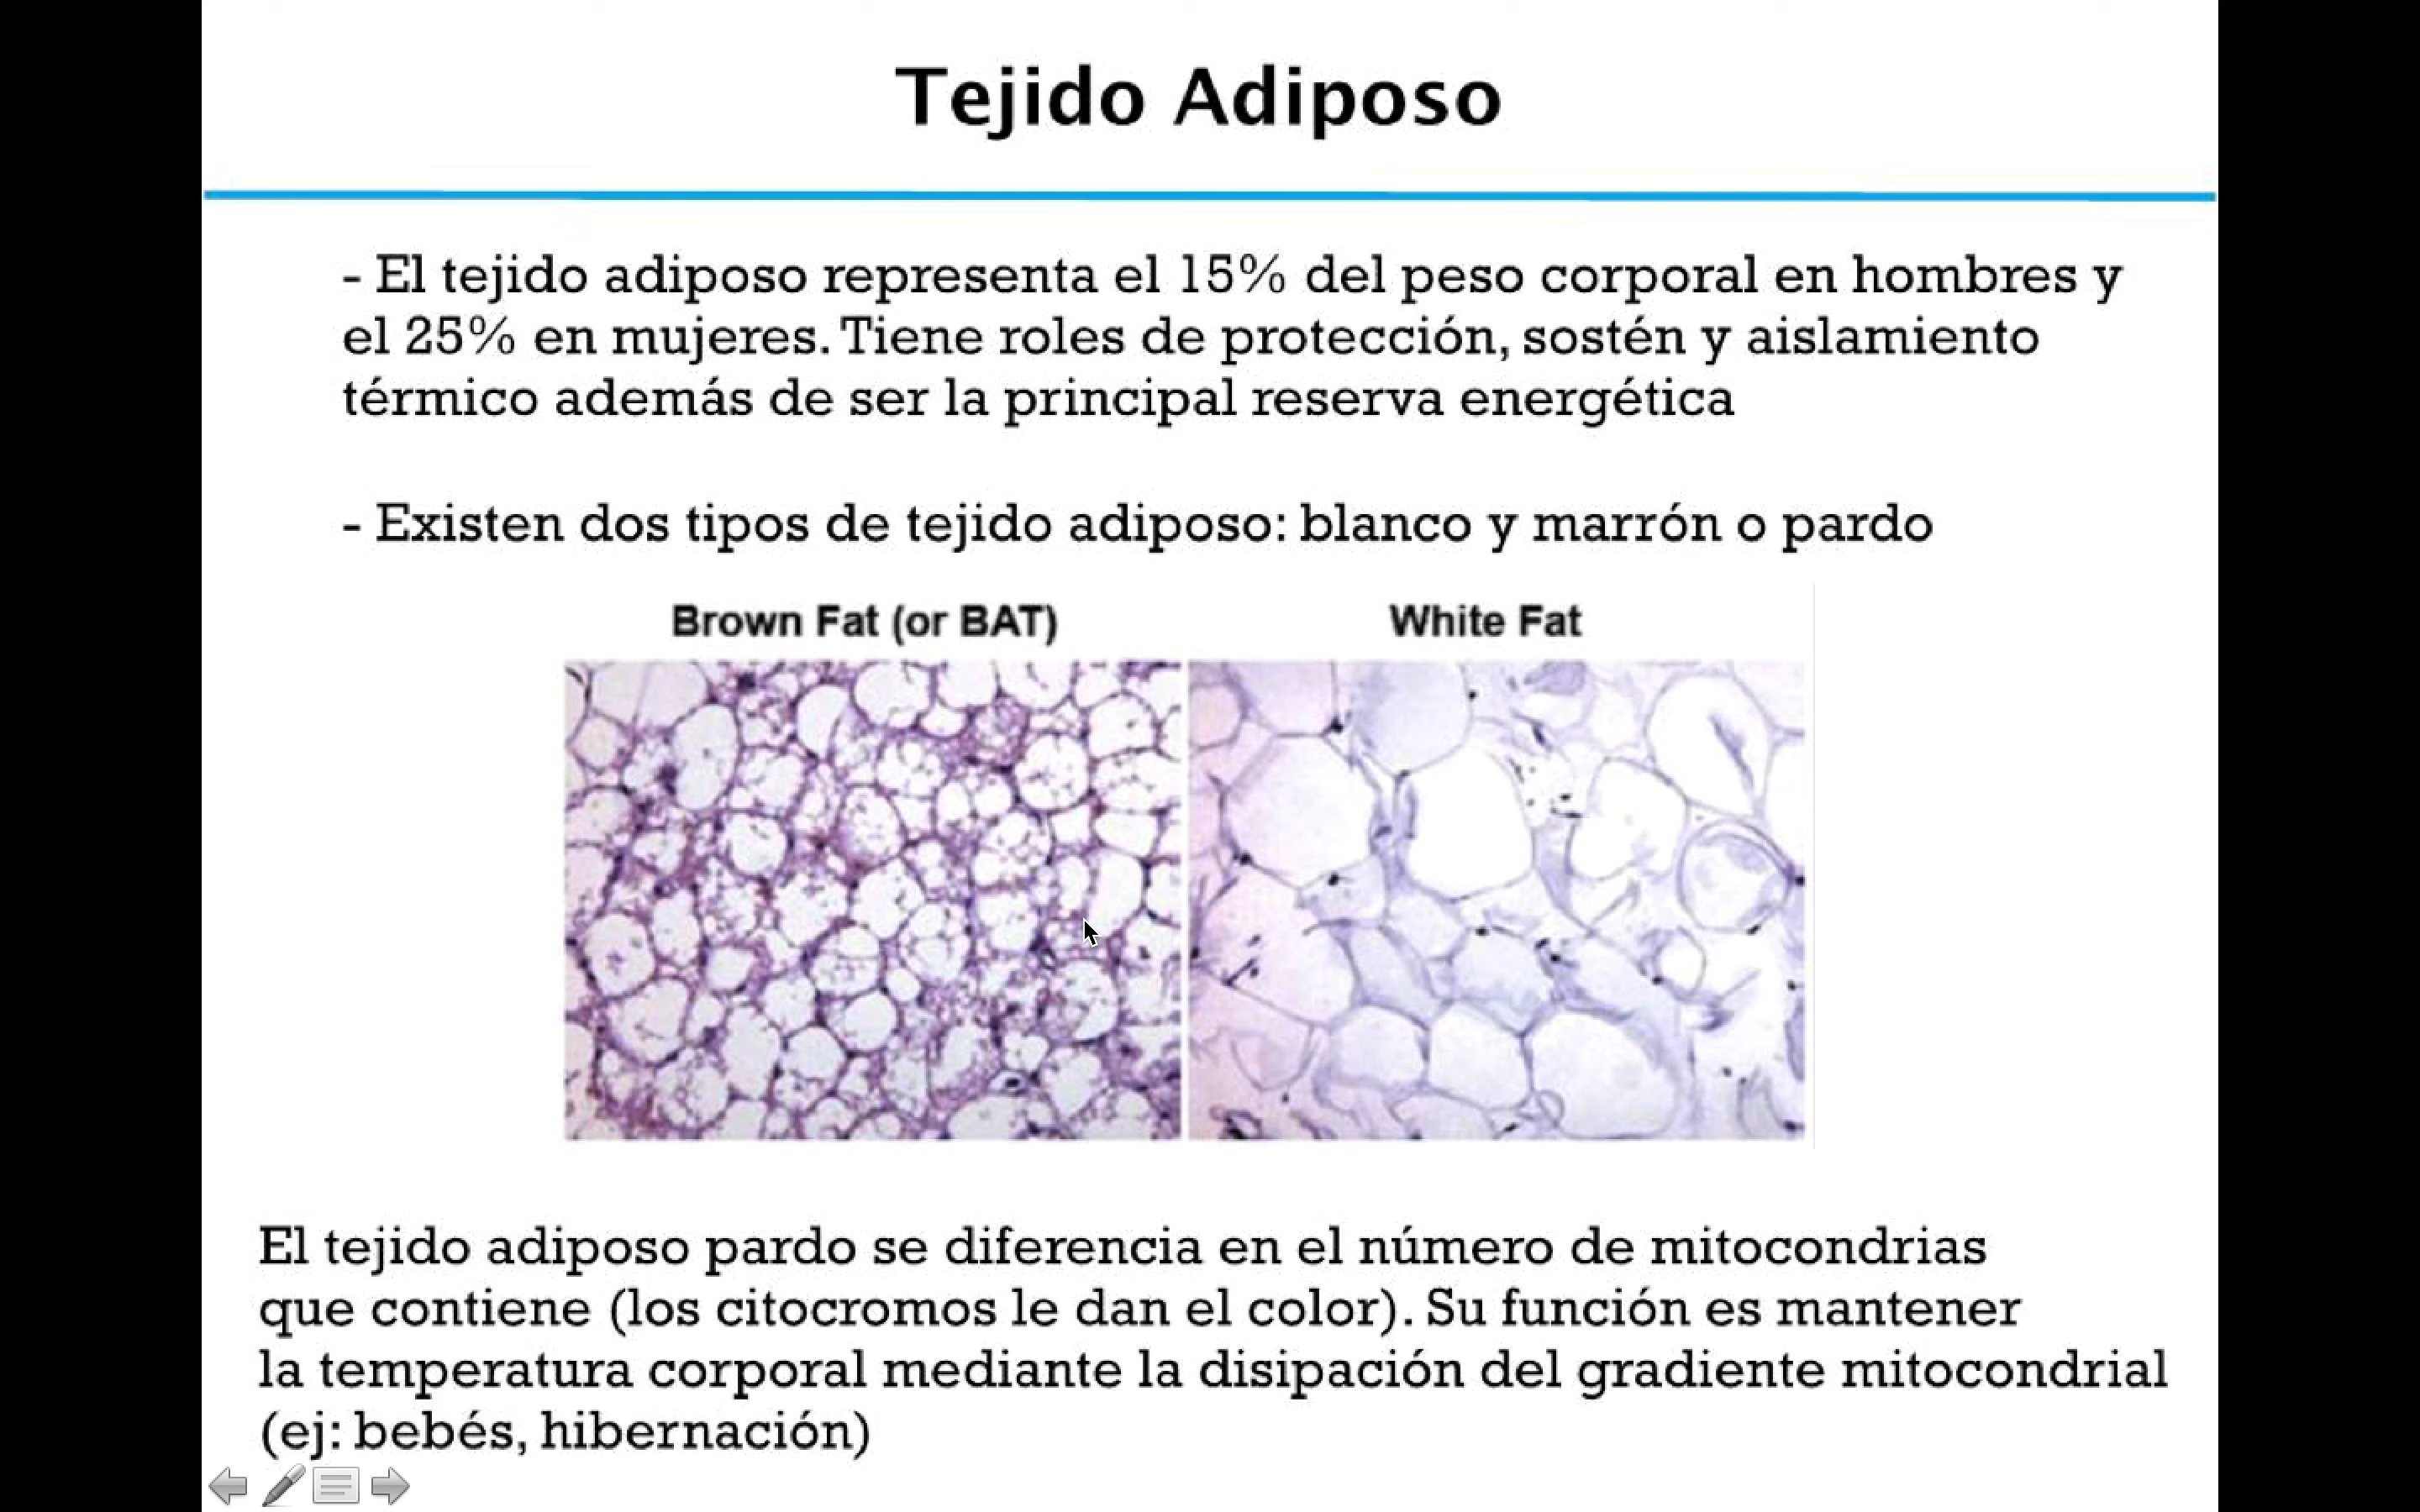 Tejido Adiposo
- El tejido adiposo representa el 15% del peso corporal en hombres y
el 25% en mujeres. Tiene roles de protección, sostén y aislamiento
térmico además de ser la principal reserva energética
- Existen dos tipos de tejido adiposo: blanco y marrón o pardo
Brown Fat (or BAT)
White Fat
El tejido adiposo pardo se diferencia en el número de mitocondrias
que contiene (los citocromos le dan el color). Su función es mantener
la temperatura corporal mediante la disipación del gradiente mitocondrial
(ej: bebés, hibernación)